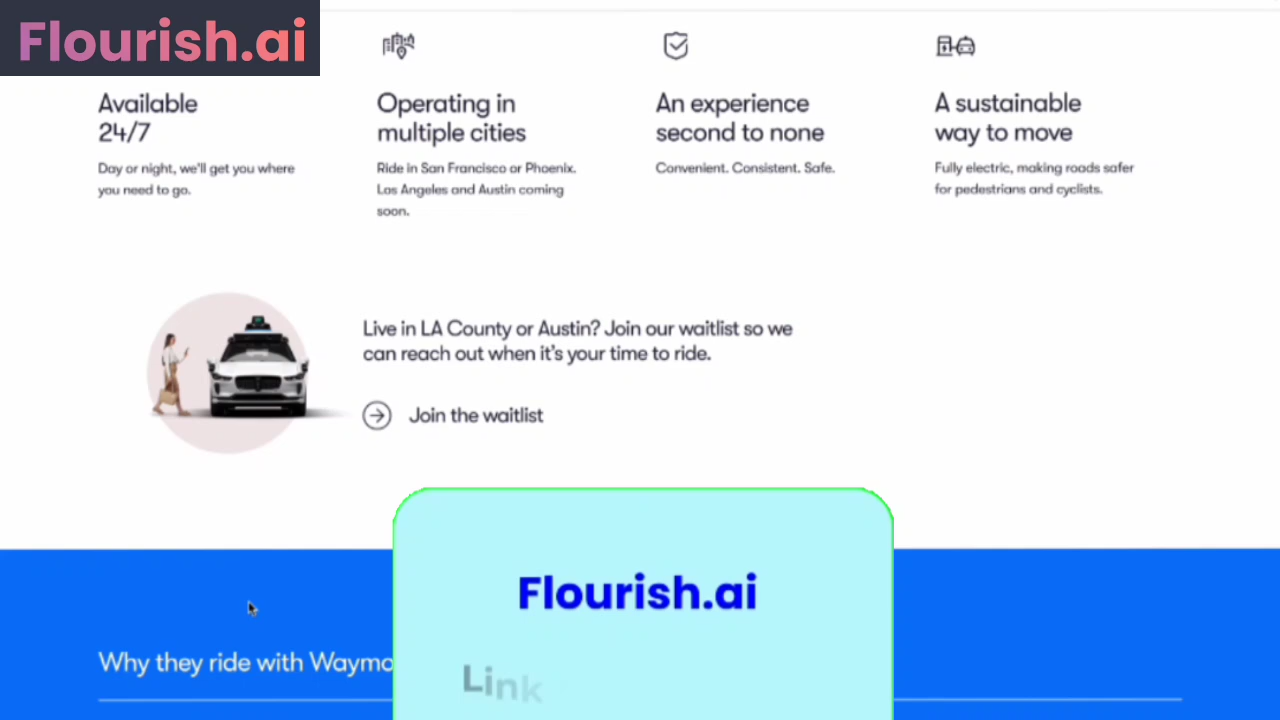 Flourish.ai
Available
24/7
Day or night, we'll get you where
you need to go.
Operating in
multiple cities
Ride in San Francisco or Phoenix.
Los Angeles and Austin coming
soon.
An experience
second to none
Convenient. Consistent. Safe.
A sustainable
way to move
Fully electric, making roads safer
for pedestrians and cyclists.
Live in LA County or Austin? Join our waitlist so we
can reach out when it's your time to ride.
Join the waitlist
Flourish.ai
Link
Why they ride with Waymo